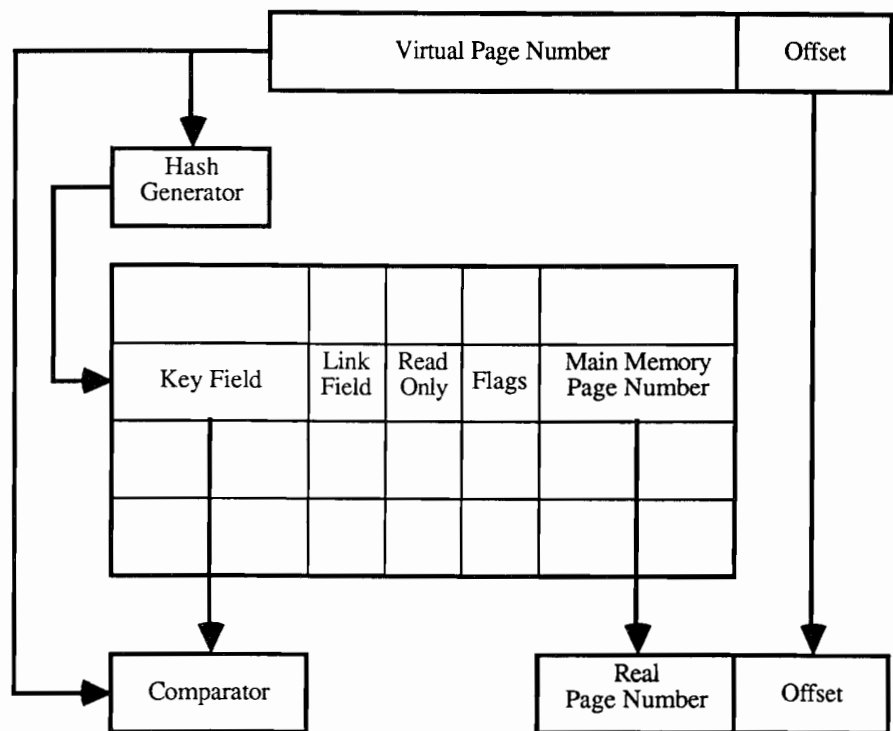 Virtual Page Number
Offset
Hash
Generator
Key Field
Link
Field
Read
Only
Flags
Main Memory
Page Number
Comparator
Real
Page Number
Offset